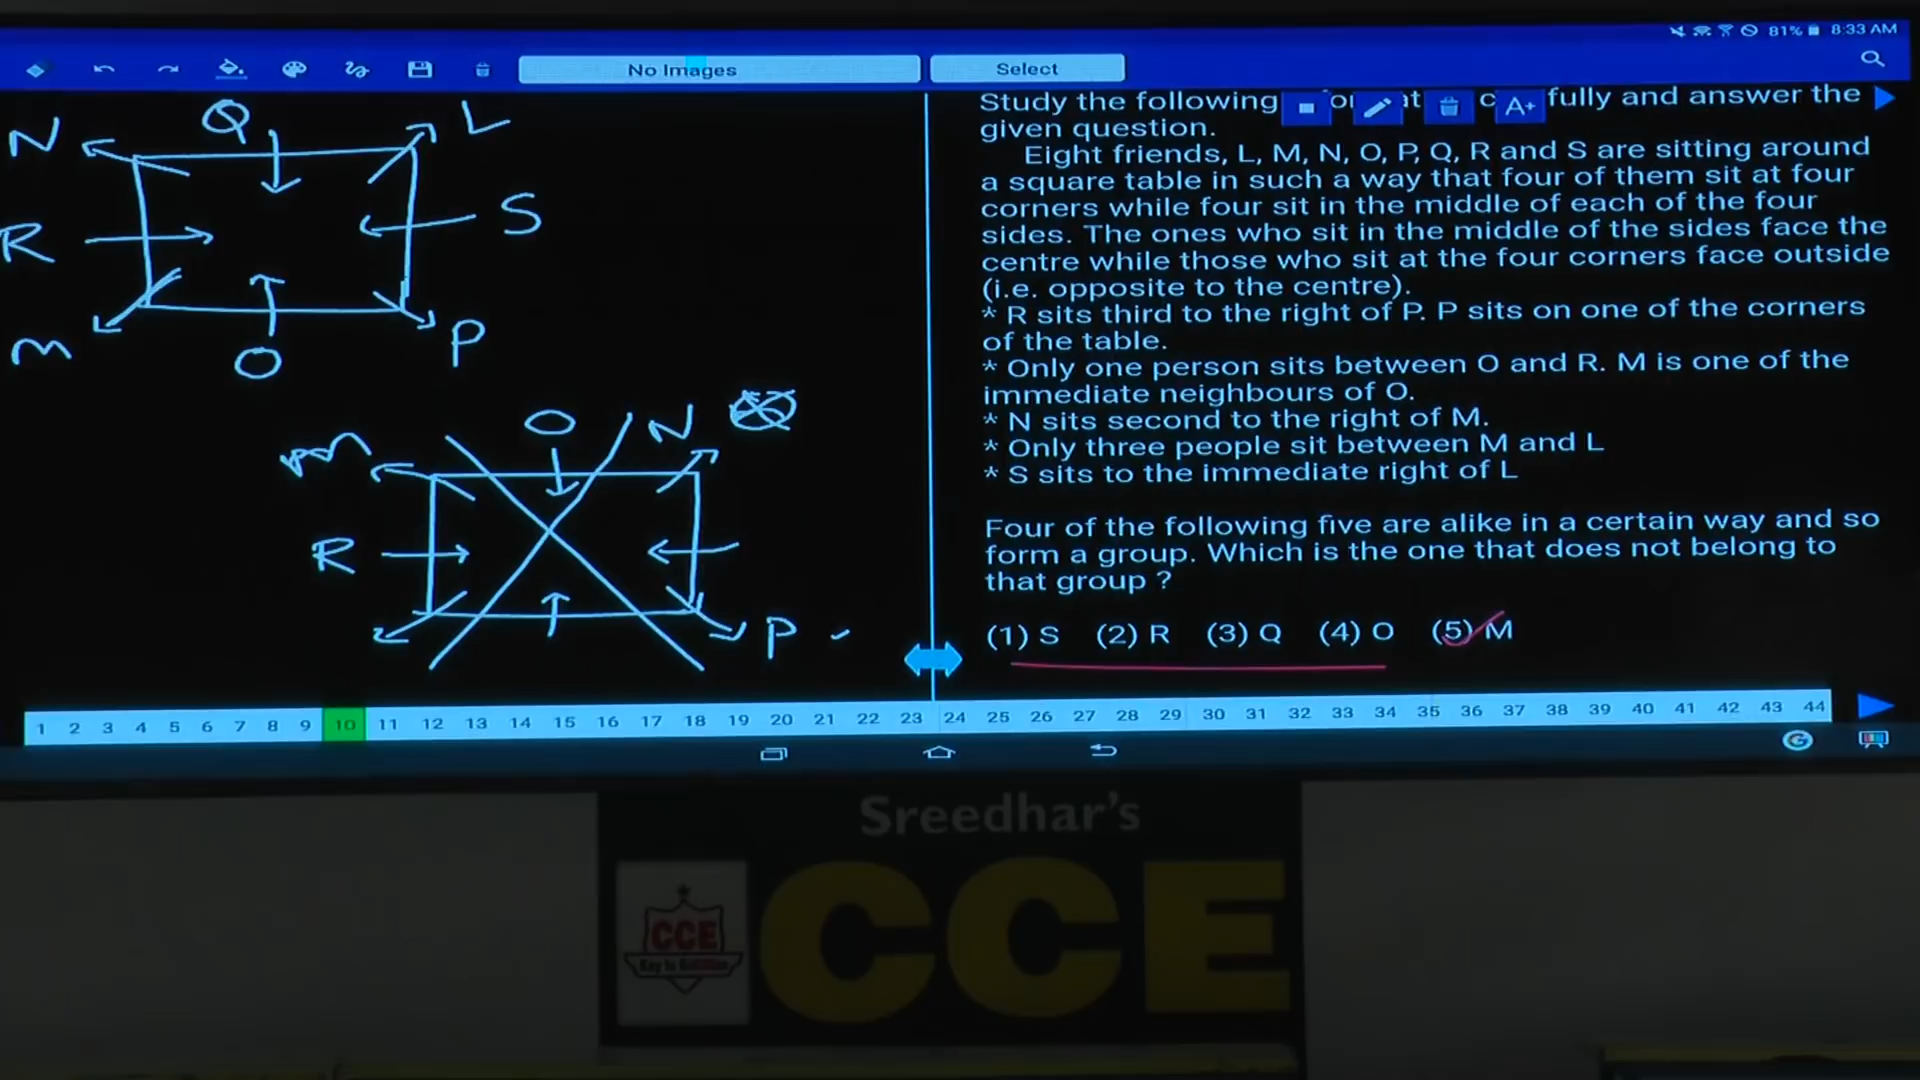 81% 8:33 AM
No Images
Select
Study the following fully and answer the
A+
given question.
Eight friends, L, M, N, O, P, Q, R and S are sitting around
a square table in such a way that four of them sit at four
corners while four sit in the middle of each of the four
sides. The ones who sit in the middle of the sides face the
centre while those who sit at the four corners face outside
(i.e. opposite to the centre).
* R sits third to the right of P. P sits on one of the corners
of the table.
* Only one person sits between O and R. M is one of the
immediate neighbours of O.
* N sits second to the right of M.
* Only three people sit between M and L
* S sits to the immediate right of L
Four of the following five are alike in a certain way and so
form a group. Which is the one that does not belong to
that group ?
(1) S (2) R (3) Q (4) O (5) M
N Q L
R S
M O P
M O N
R
P
1 2 3 4 5 6 7 8 9 10 11 12 13 14 15 16 17 18 19 20 21 22 23 24 25 26 27 28 29 30 31 32 33 34 35 36 37 38 39 40 41 42 43 44
Sreedhar's
CCE
CCE